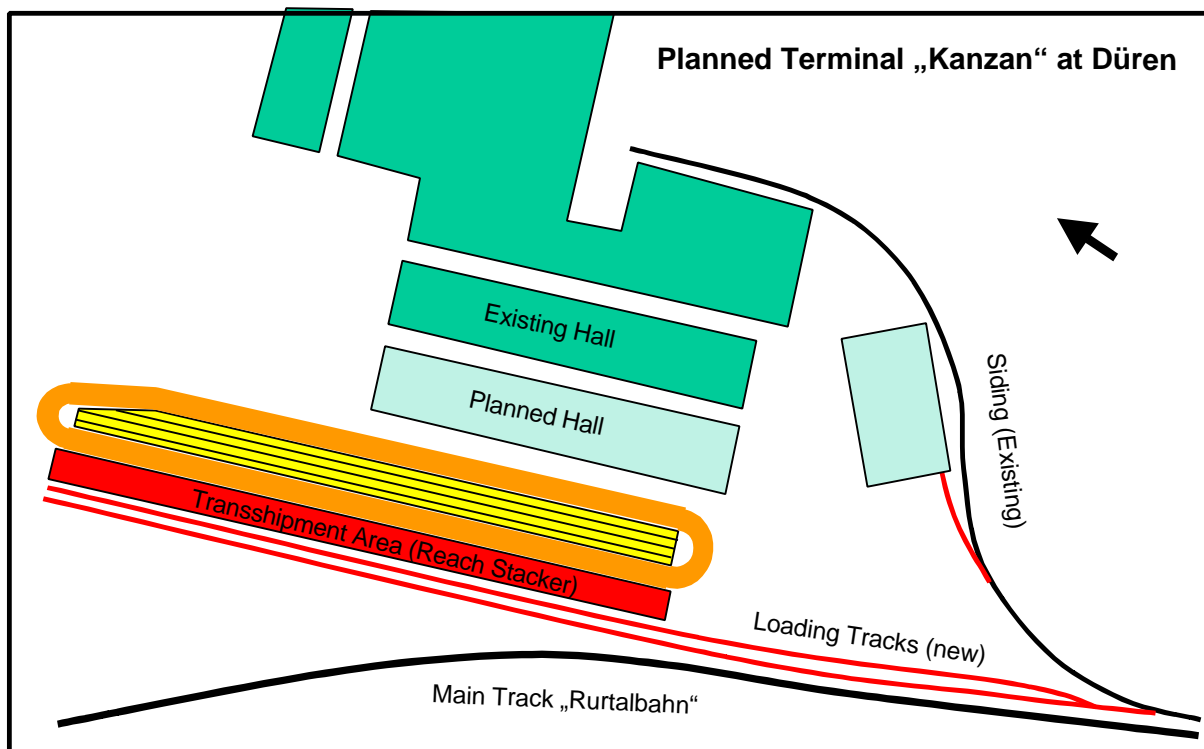 Planned Terminal „Kanzan“ at Düren
Existing Hall
Planned Hall
Siding (Existing)
Transshipment Area (Reach Stacker)
Loading Tracks (new)
Main Track „Rurtalbahn“